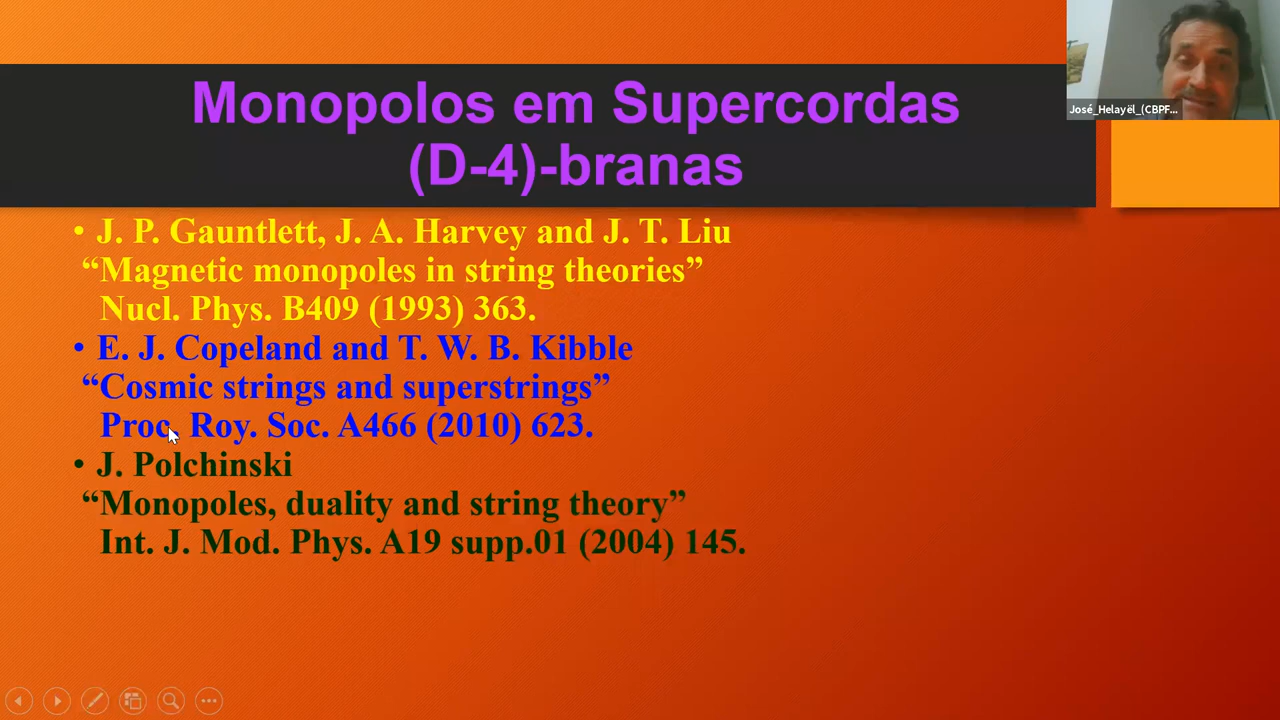 Monopolos em Supercordas
(D-4)-branas
José_Helayël_(CBPF...
• J. P. Gauntlett, J. A. Harvey and J. T. Liu
“Magnetic monopoles in string theories”
Nucl. Phys. B409 (1993) 363.
• E. J. Copeland and T. W. B. Kibble
“Cosmic strings and superstrings”
Proc. Roy. Soc. A466 (2010) 623.
• J. Polchinski
“Monopoles, duality and string theory”
Int. J. Mod. Phys. A19 supp.01 (2004) 145.